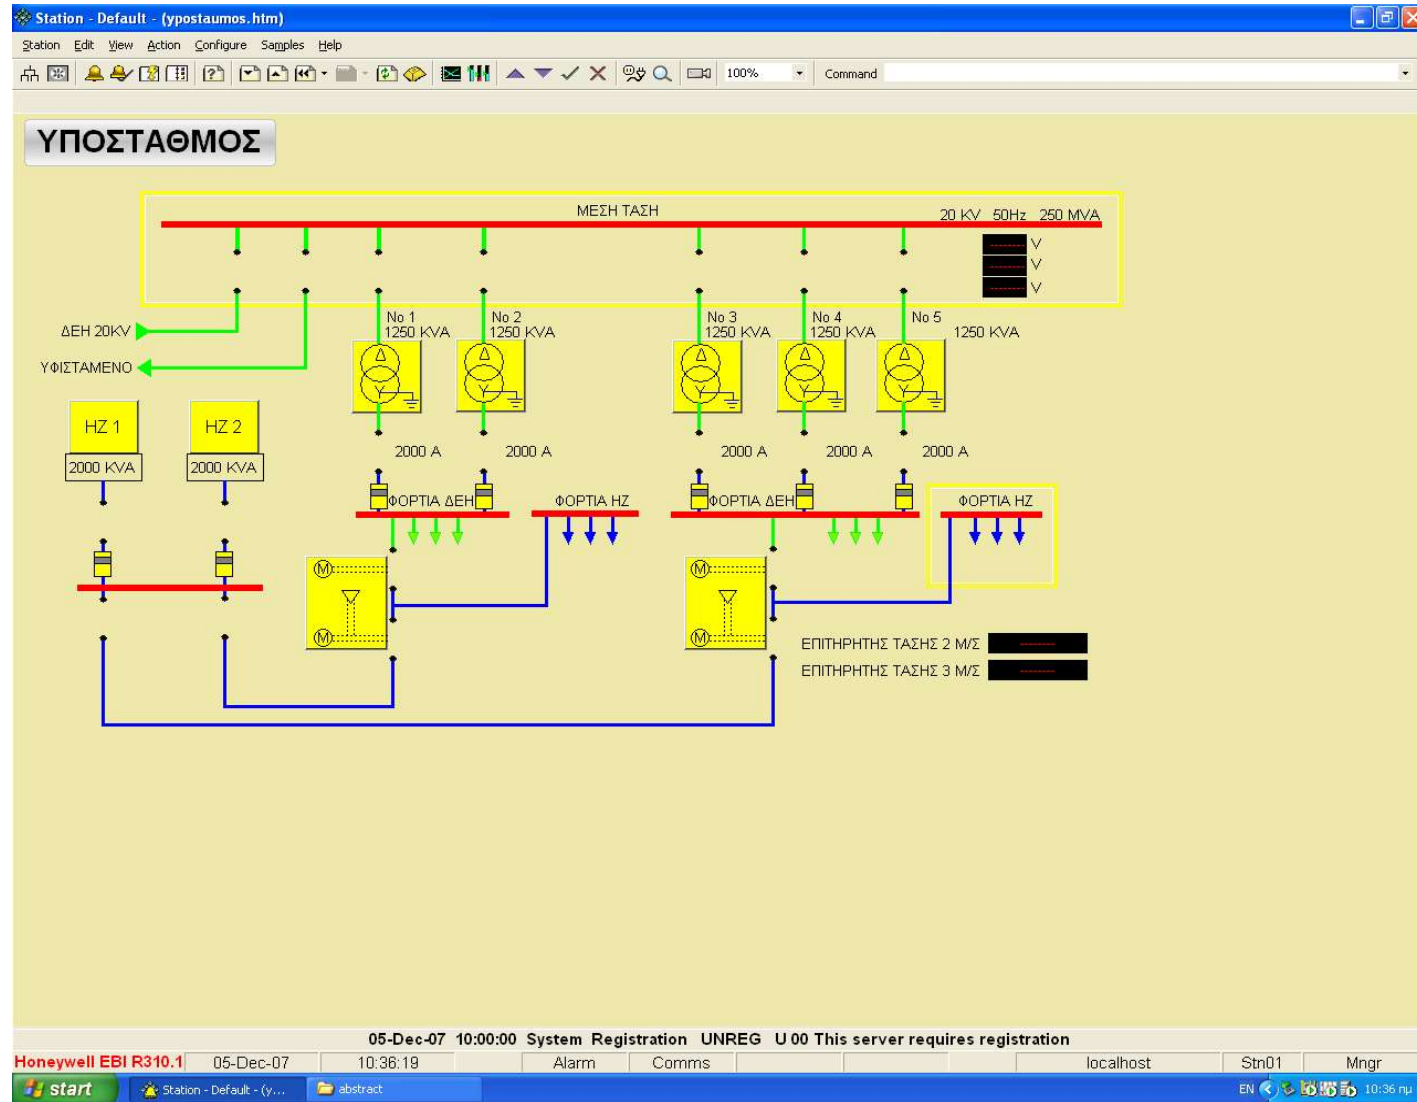 Station - Default - (ypostaumos.htm)
Station Edit View Action Configure Samples Help
100% Command
ΥΠΟΣΤΑΘΜΟΣ
ΜΕΣΗ ΤΑΣΗ
20 KV 50Hz 250 MVA
-------- V
-------- V
-------- V
ΔΕΗ 20KV
ΥΦΙΣΤΑΜΕΝΟ
No 1
1250 KVA
No 2
1250 KVA
No 3
1250 KVA
No 4
1250 KVA
No 5
1250 KVA
Δ Y
Δ Y
Δ Y
Δ Y
Δ Y
HZ 1
2000 KVA
HZ 2
2000 KVA
2000 A
2000 A
2000 A
2000 A
2000 A
ΦΟΡΤΙΑ ΔΕΗ
ΦΟΡΤΙΑ HZ
ΦΟΡΤΙΑ ΔΕΗ
ΦΟΡΤΙΑ HZ
M
M
M
M
ΕΠΙΤΗΡΗΤΗΣ ΤΑΣΗΣ 2 Μ/Σ --------
ΕΠΙΤΗΡΗΤΗΣ ΤΑΣΗΣ 3 Μ/Σ --------
05-Dec-07 10:00:00 System Registration UNREG U 00 This server requires registration
Honeywell EBI R310.1 05-Dec-07 10:36:19 Alarm Comms localhost Stn01 Mngr
start Station - Default - (y... abstract EN 10:36 πμ